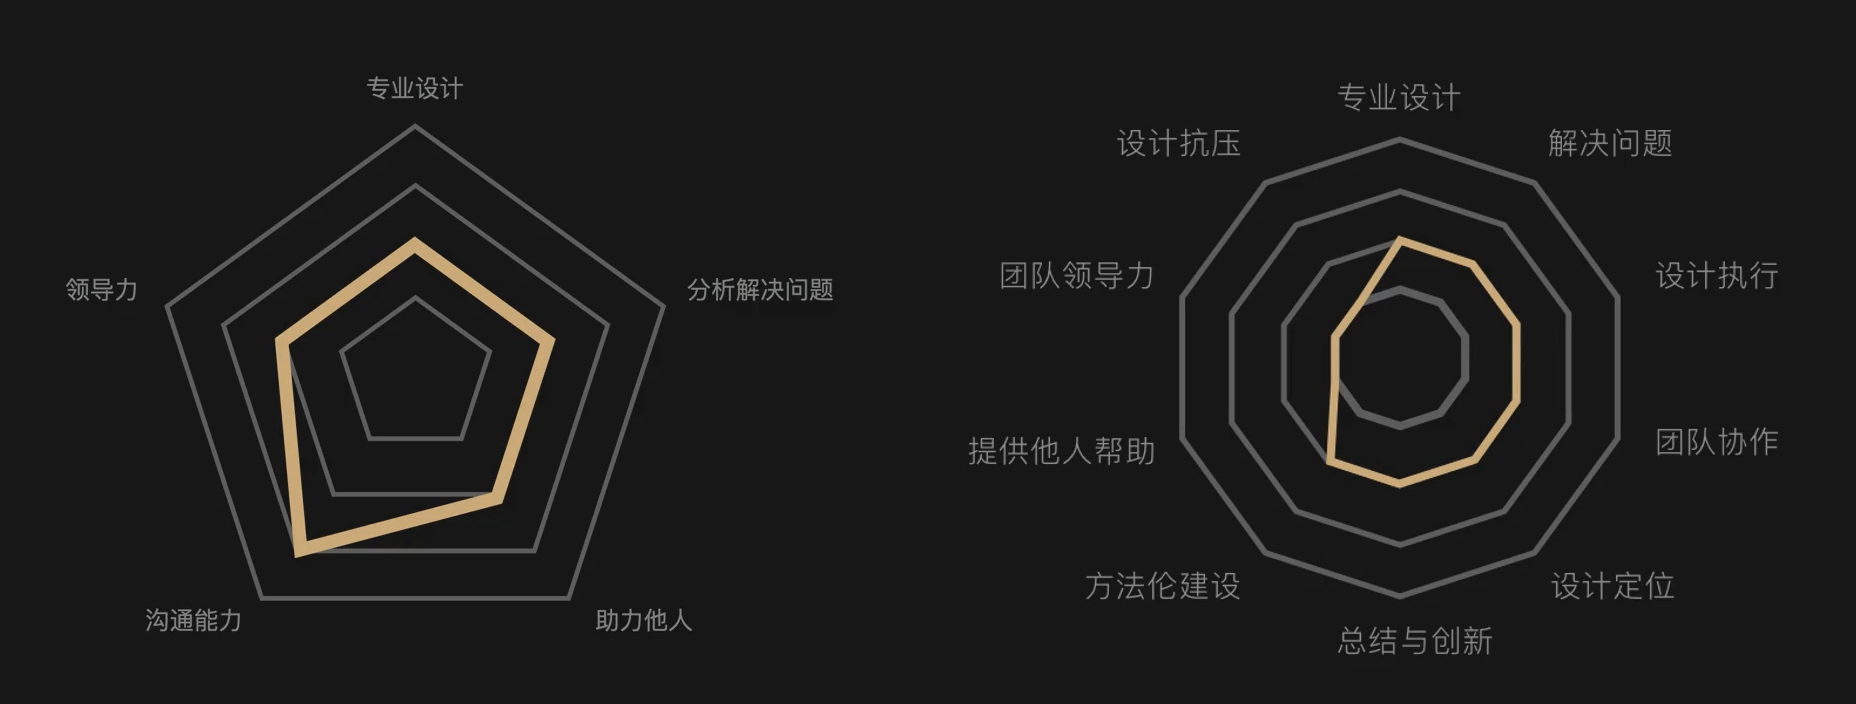 专业设计
领导力
分析解决问题
沟通能力
助力他人
专业设计
设计抗压
解决问题
团队领导力
设计执行
提供他人帮助
团队协作
方法伦建设
设计定位
总结与创新